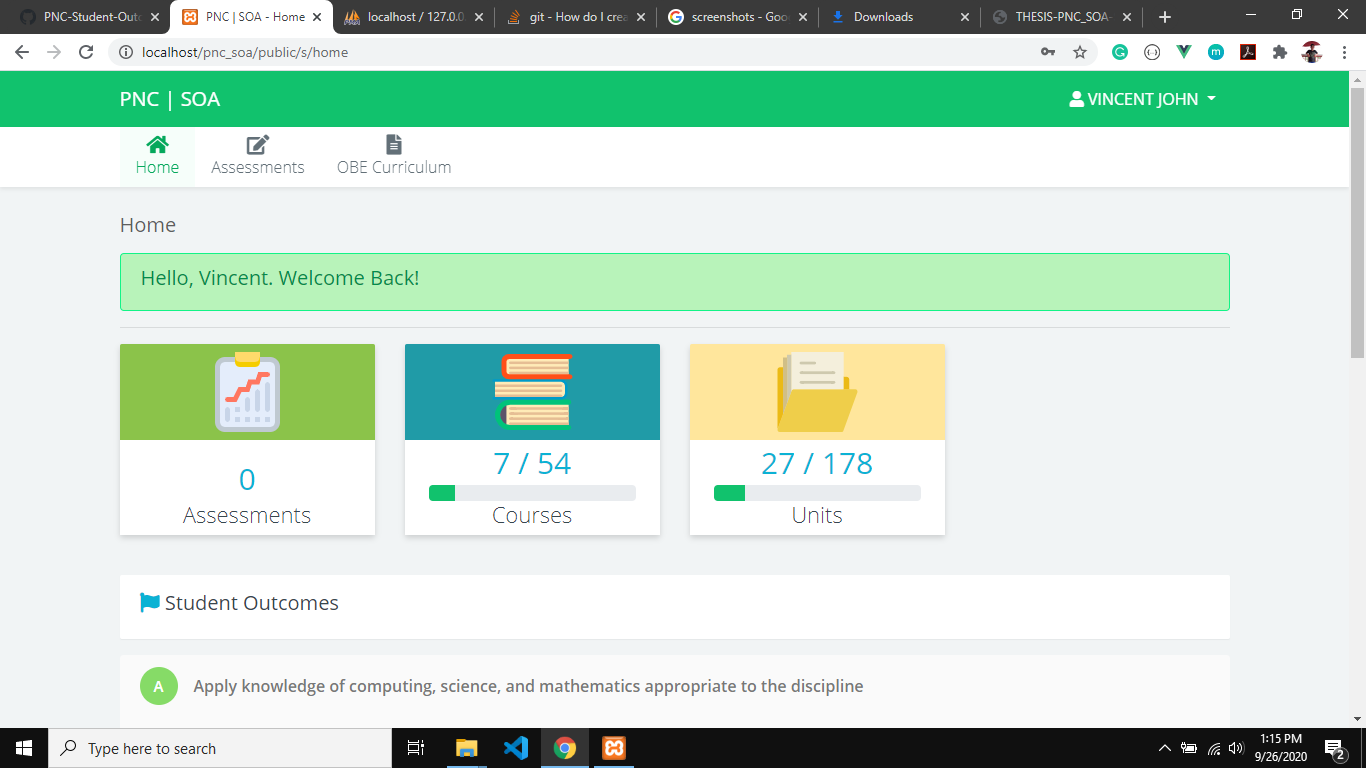 PNC-Student-Outc
PNC | SOA - Home
localhost / 127.0.0
git - How do I crea
screenshots - Goo
Downloads
THESIS-PNC_SOA-
localhost/pnc_soa/public/s/home
PNC | SOA
VINCENT JOHN
Home
Assessments
OBE Curriculum
Home
Hello, Vincent. Welcome Back!
0
Assessments
7 / 54
Courses
27 / 178
Units
Student Outcomes
A
Apply knowledge of computing, science, and mathematics appropriate to the discipline
Type here to search
1:15 PM
9/26/2020
2